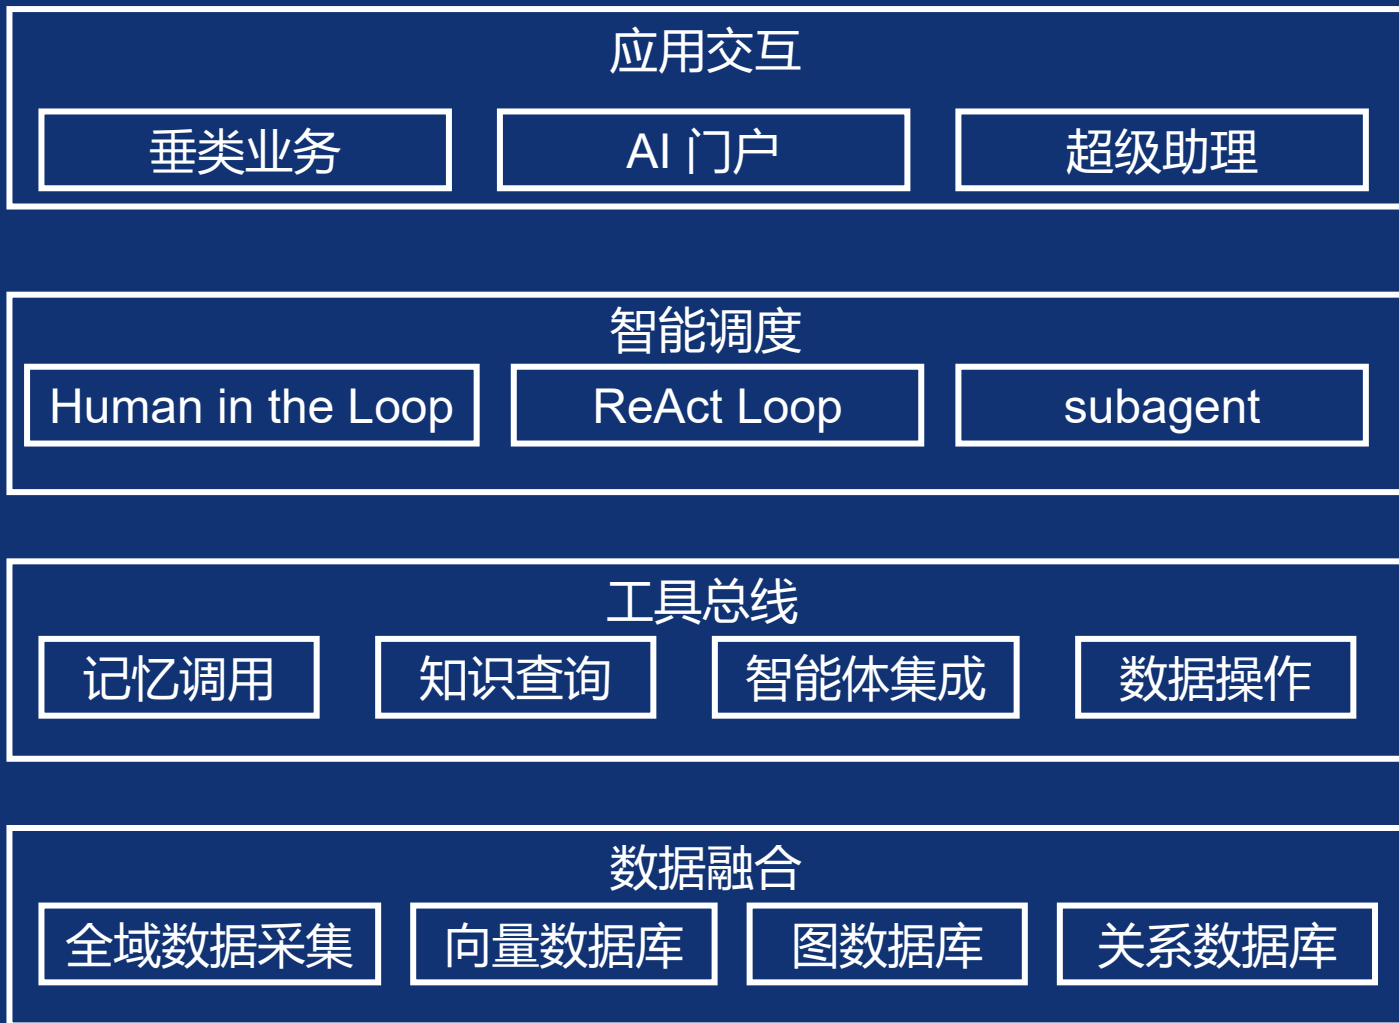 应用交互
垂类业务
AI 门户
超级助理
智能调度
Human in the Loop
ReAct Loop
subagent
工具总线
记忆调用
知识查询
智能体集成
数据操作
数据融合
全域数据采集
向量数据库
图数据库
关系数据库